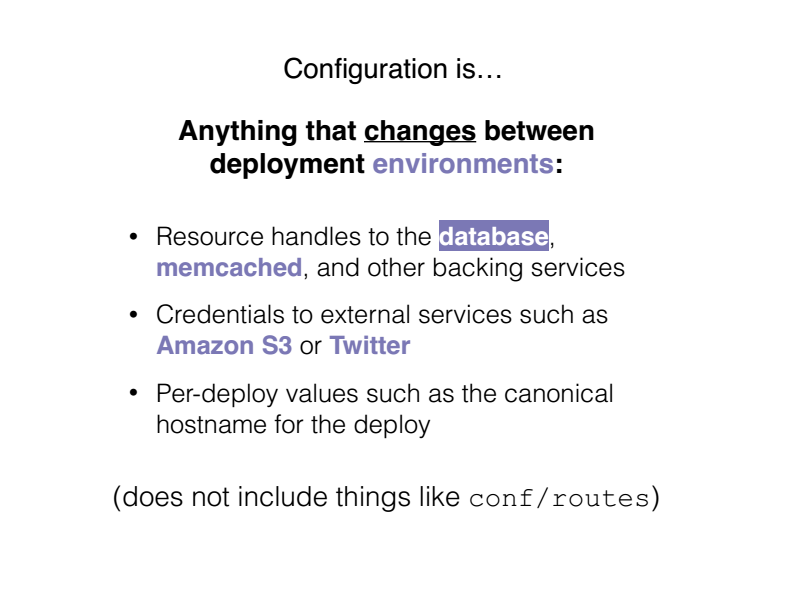 Configuration is…
Anything that changes between
deployment environments:
• Resource handles to the database,
memcached, and other backing services
• Credentials to external services such as
Amazon S3 or Twitter
• Per-deploy values such as the canonical
hostname for the deploy
(does not include things like conf/routes)